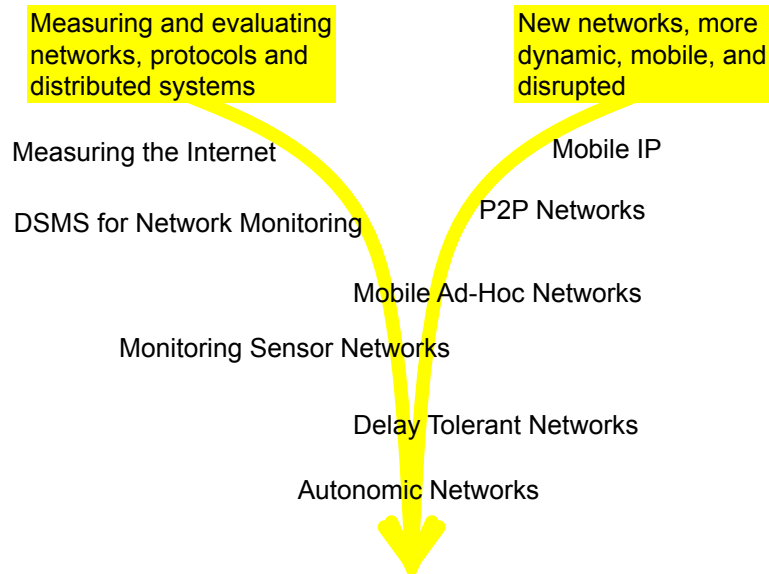 Measuring and evaluating
networks, protocols and
distributed systems
New networks, more
dynamic, mobile, and
disrupted
Measuring the Internet
Mobile IP
DSMS for Network Monitoring
P2P Networks
Mobile Ad-Hoc Networks
Monitoring Sensor Networks
Delay Tolerant Networks
Autonomic Networks